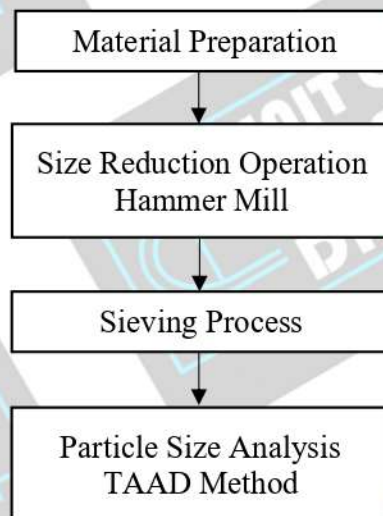 Material Preparation
Size Reduction Operation
Hammer Mill
Sieving Process
Particle Size Analysis
TAAD Method